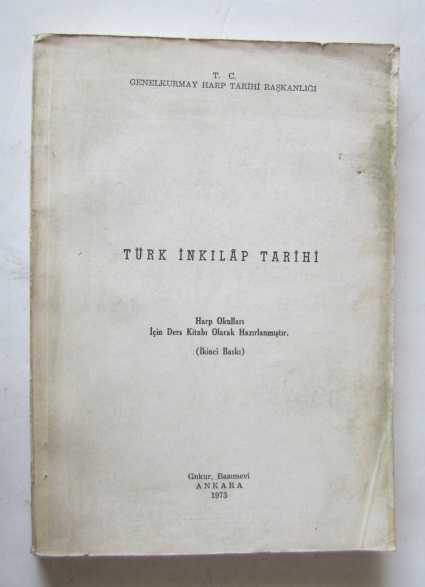 T. C.
GENELKURMAY HARP TARİHİ BAŞKANLIĞI
TÜRK İNKILÂP TARİHİ
Harp Okulları
İçin Ders Kitabı Olarak Hazırlanmıştır.
(İkinci Baskı)
Gnkur. Basımevi
ANKARA
1973